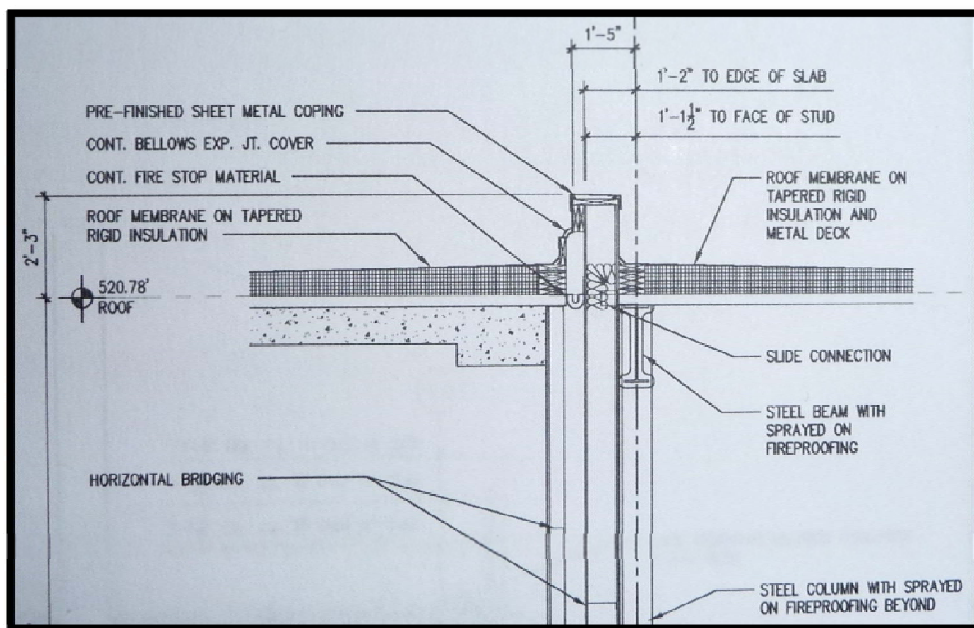 1'-5"
1'-2" TO EDGE OF SLAB
1'-1 1/2" TO FACE OF STUD
PRE-FINISHED SHEET METAL COPING
CONT. BELLOWS EXP. JT. COVER
CONT. FIRE STOP MATERIAL
ROOF MEMBRANE ON TAPERED
RIGID INSULATION
2'-3"
520.78'
ROOF
ROOF MEMBRANE ON
TAPERED RIGID
INSULATION AND
METAL DECK
SLIDE CONNECTION
STEEL BEAM WITH
SPRAYED ON
FIREPROOFING
HORIZONTAL BRIDGING
STEEL COLUMN WITH SPRAYED
ON FIREPROOFING BEYOND